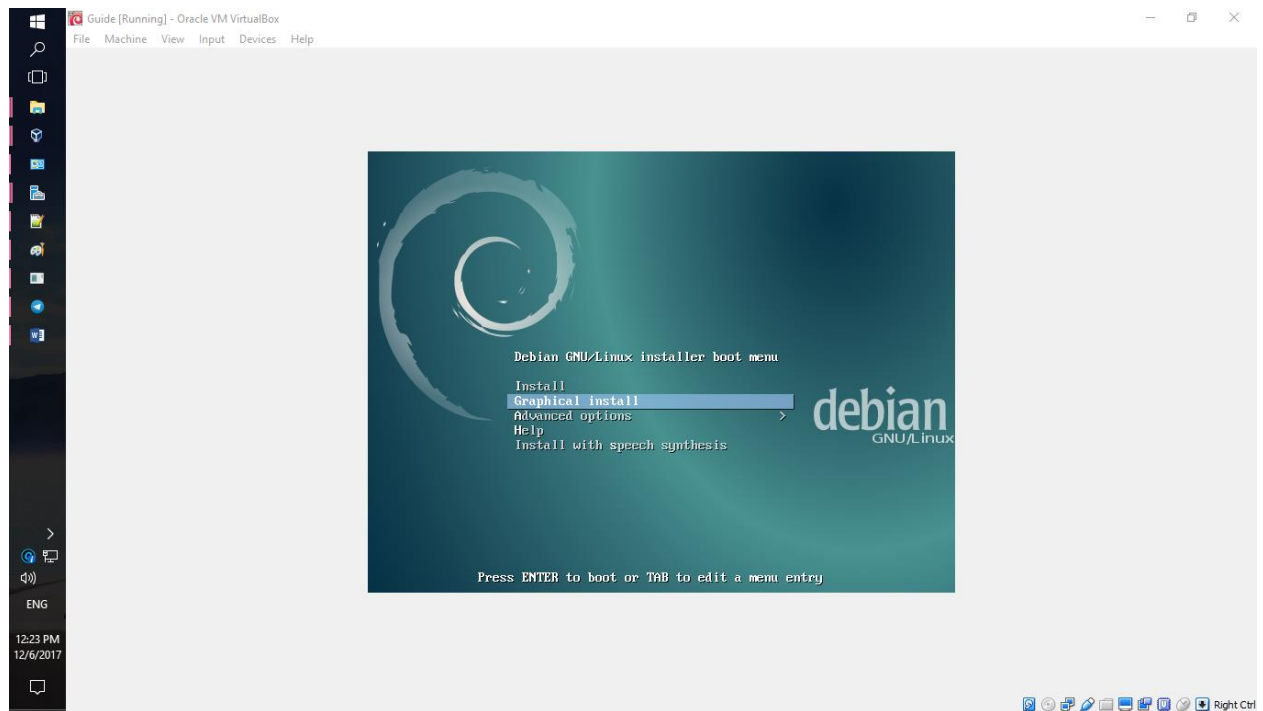 Guide [Running] - Oracle VM VirtualBox
File Machine View Input Devices Help
Debian GNU/Linux installer boot menu
Install
Graphical install
Advanced options >
Help
Install with speech synthesis
debian
GNU/Linux
Press ENTER to boot or TAB to edit a menu entry
ENG
12:23 PM
12/6/2017
Right Ctrl